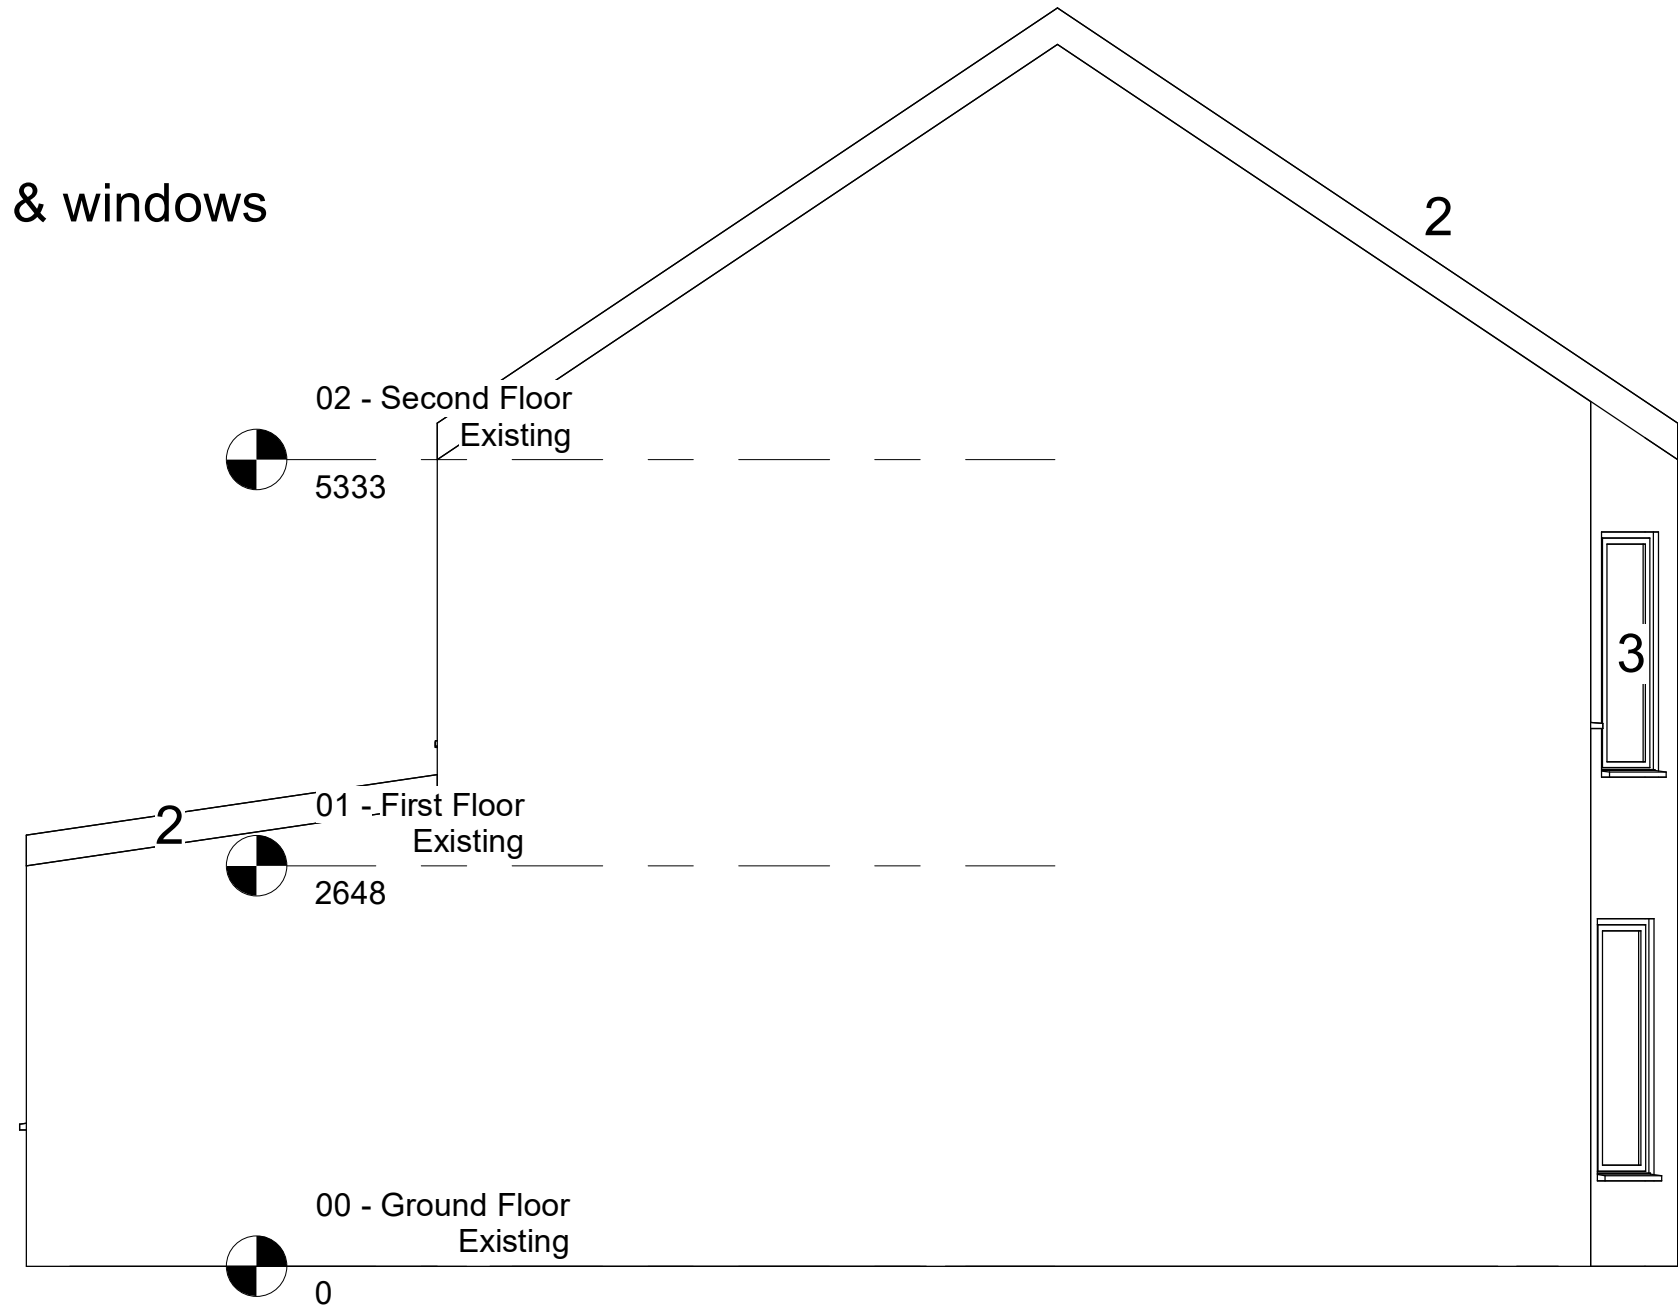 & windows
2
02 - Second Floor
Existing
5333
3
01 - First Floor
Existing
2
2648
00 - Ground Floor
Existing
0